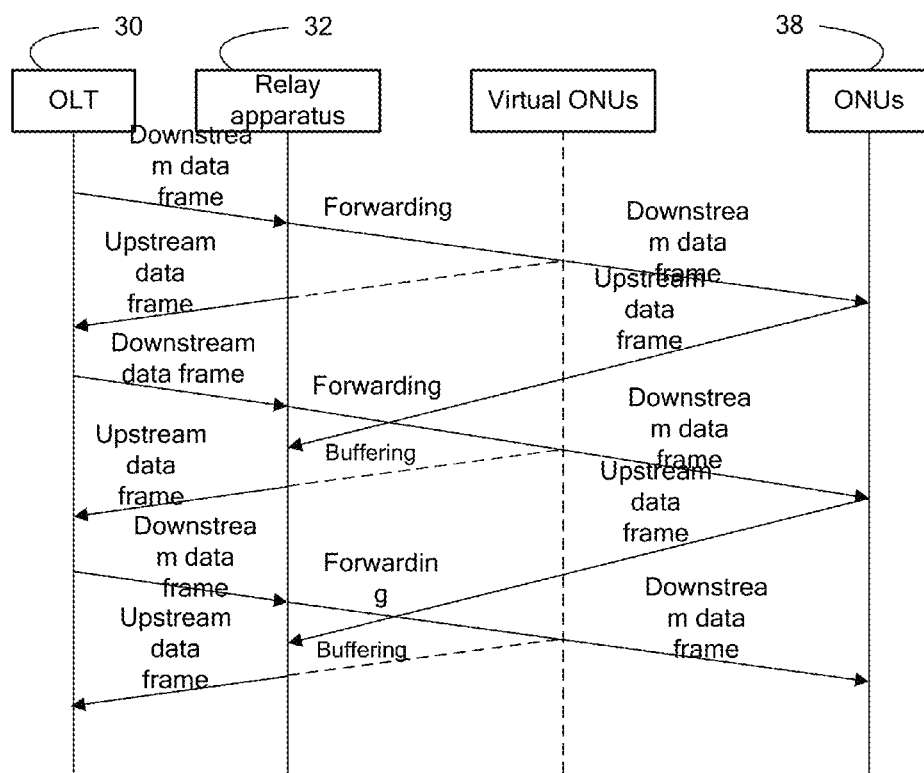 30
32
38
OLT
Relay
apparatus
Virtual ONUs
ONUs
Downstrea
m data
frame
Forwarding
Downstrea
m data
frame
Upstream
data
frame
Upstream
data
frame
Downstream
data frame
Forwarding
Downstrea
m data
frame
Upstream
data
frame
Buffering
Upstream
data
frame
Downstrea
m data
frame
Forwardin
g
Downstrea
m data
frame
Upstream
data
frame
Buffering